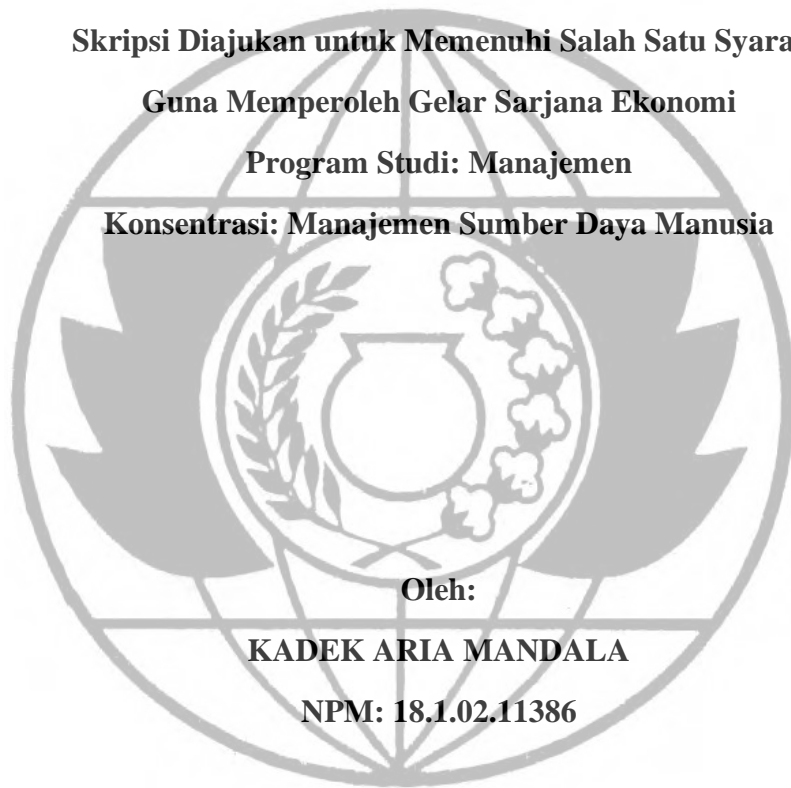 Skripsi Diajukan untuk Memenuhi Salah Satu Syara
Guna Memperoleh Gelar Sarjana Ekonomi
Program Studi: Manajemen
Konsentrasi: Manajemen Sumber Daya Manusia
Oleh:
KADEK ARIA MANDALA
NPM: 18.1.02.11386